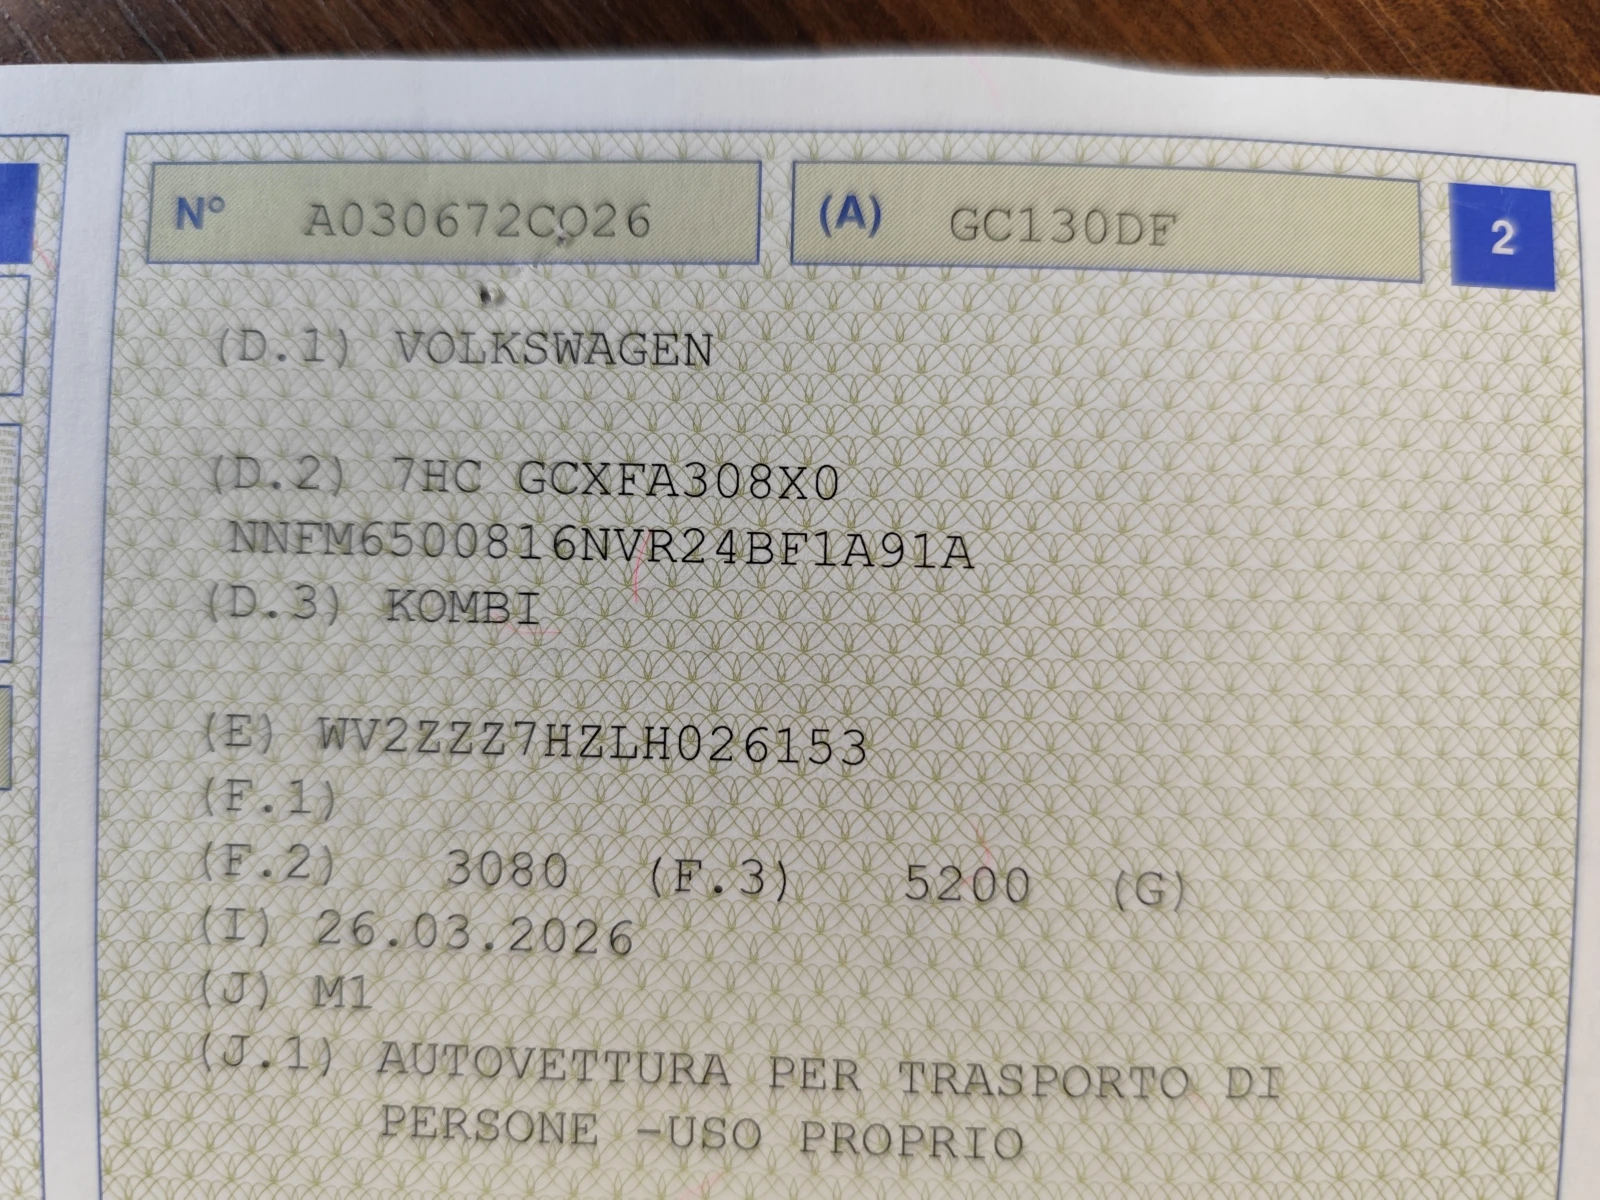 N° A030672CO26
(A) GC130DF
2
(D.1) VOLKSWAGEN
(D.2) 7HC GCXFA308X0
NNFM6500816NVR24BF1A91A
(D.3) KOMBI
(E) WV2ZZZ7HZLH026153
(F.1)
(F.2) 3080 (F.3) 5200 (G)
(I) 26.03.2026
(J) M1
(J.1) AUTOVETTURA PER TRASPORTO DI
PERSONE -USO PROPRIO